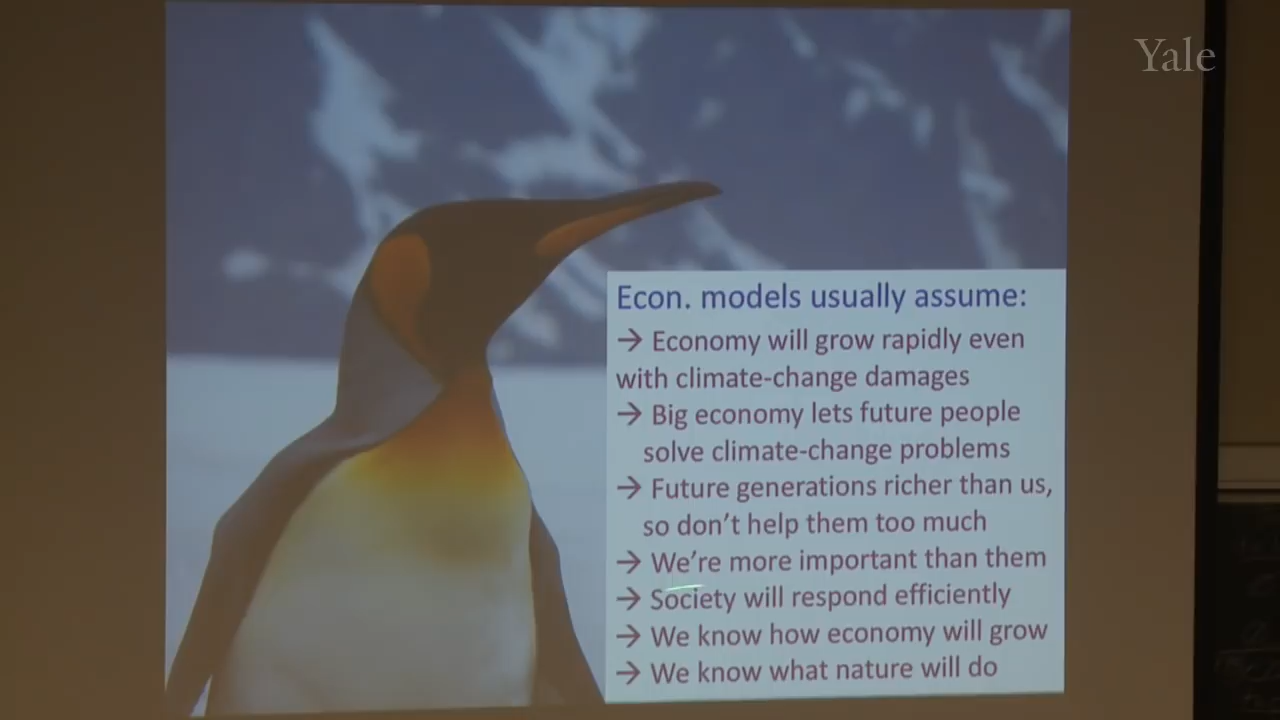 Yale
Econ. models usually assume:
→ Economy will grow rapidly even
with climate-change damages
→ Big economy lets future people
solve climate-change problems
→ Future generations richer than us,
so don't help them too much
→ We're more important than them
→ Society will respond efficiently
→ We know how economy will grow
→ We know what nature will do